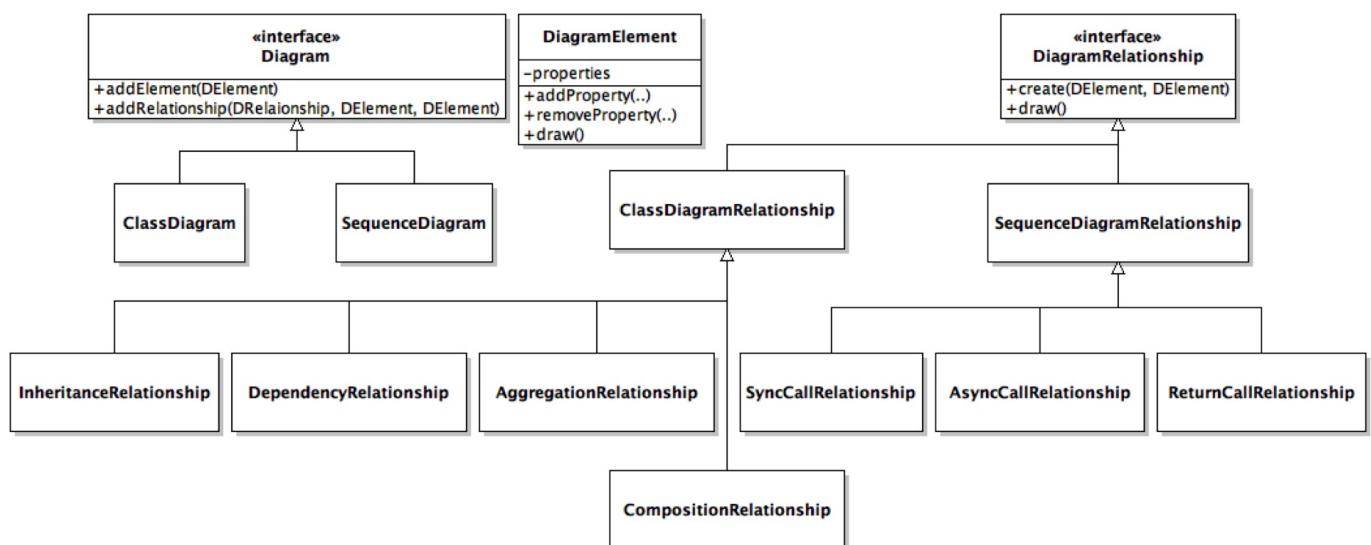 «interface»
Diagram
+addElement(DElement)
+addRelationship(DRelaionship, DElement, DElement)
DiagramElement
-properties
+addProperty(..)
+removeProperty(..)
+draw()
«interface»
DiagramRelationship
+create(DElement, DElement)
+draw()
ClassDiagram
SequenceDiagram
ClassDiagramRelationship
SequenceDiagramRelationship
InheritanceRelationship
DependencyRelationship
AggregationRelationship
SyncCallRelationship
AsyncCallRelationship
ReturnCallRelationship
CompositionRelationship